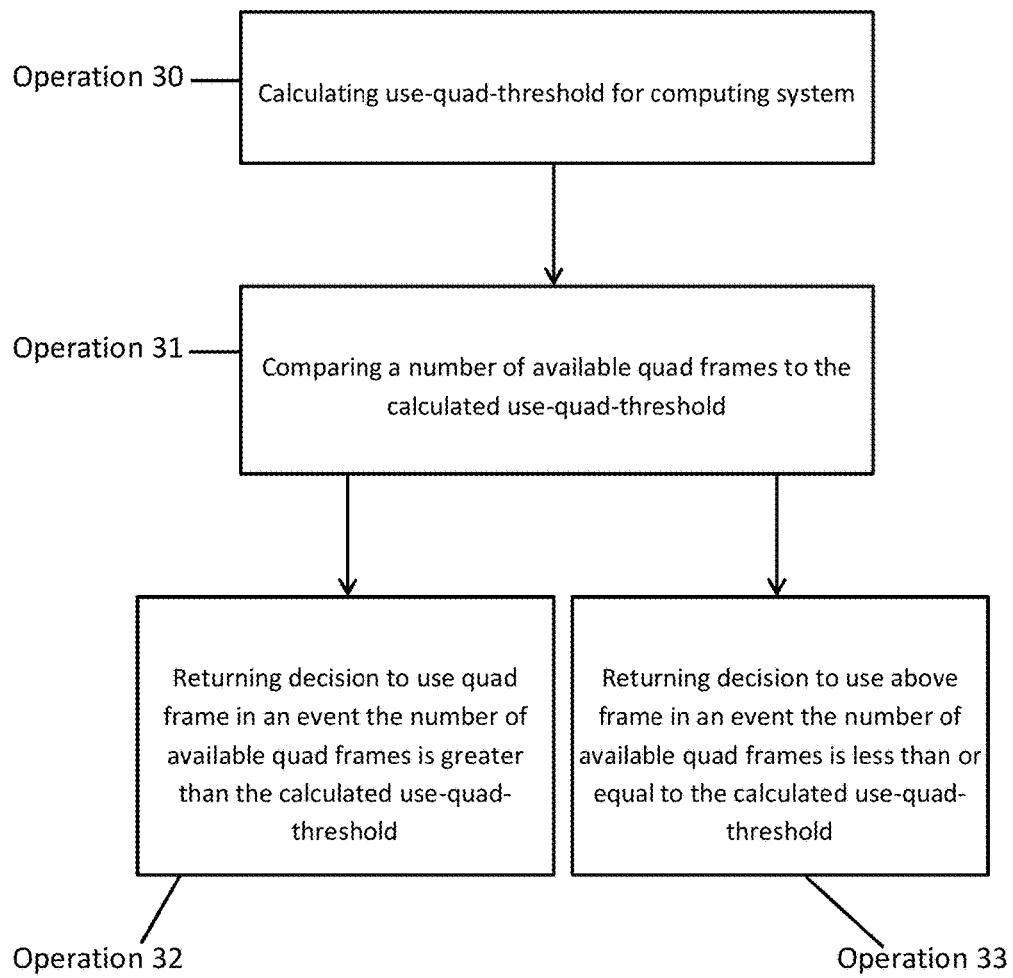 Operation 30
Calculating use-quad-threshold for computing system
Operation 31
Comparing a number of available quad frames to the
calculated use-quad-threshold
Returning decision to use quad
frame in an event the number of
available quad frames is greater
than the calculated use-quad-
threshold
Returning decision to use above
frame in an event the number of
available quad frames is less than or
equal to the calculated use-quad-
threshold
Operation 32
Operation 33